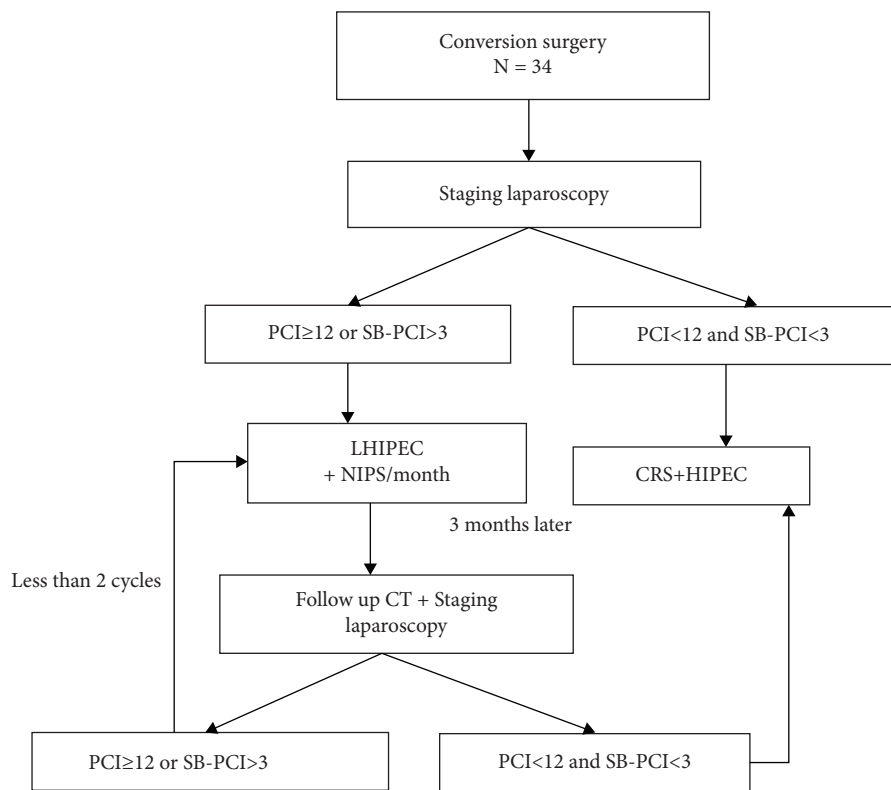 Conversion surgery
N = 34
Staging laparoscopy
PCI≥12 or SB-PCI>3
PCI<12 and SB-PCI<3
LHIPEC
+ NIPS/month
CRS+HIPEC
3 months later
Less than 2 cycles
Follow up CT + Staging
laparoscopy
PCI≥12 or SB-PCI>3
PCI<12 and SB-PCI<3